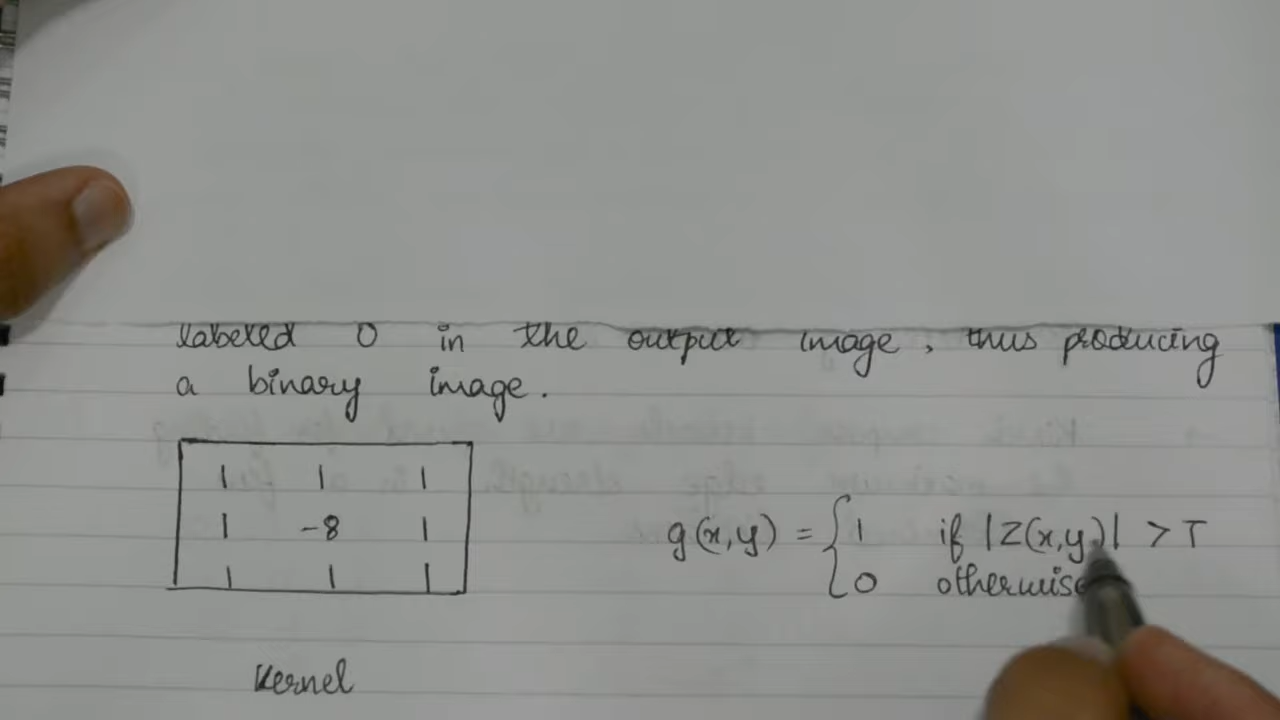 labeled 0 in the output image, thus producing
a binary image.
1 1 1
1 -8 1
1 1 1
g(x,y) = { 1 if |Z(x,y)| > T
0 otherwise
Kernel